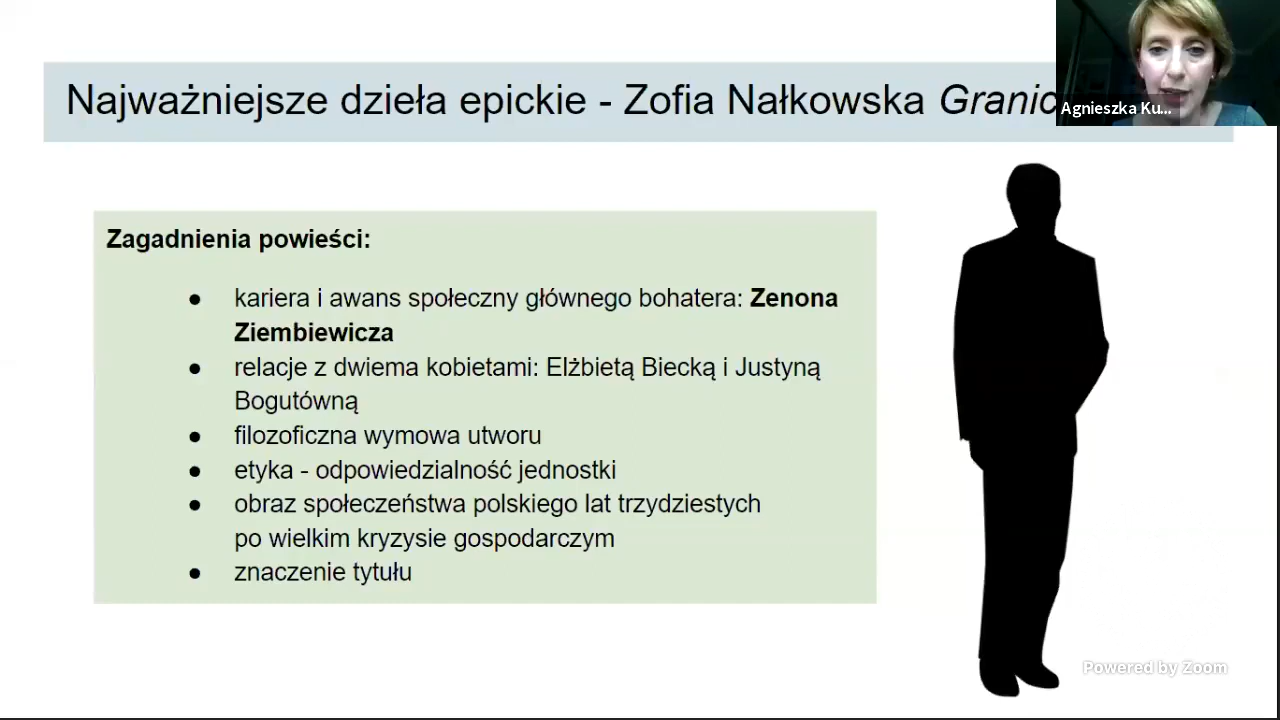 Najważniejsze dzieła epickie - Zofia Nałkowska Granic
Agnieszka Ku...
Zagadnienia powieści:
● kariera i awans społeczny głównego bohatera: Zenona
Ziembiewicza
● relacje z dwiema kobietami: Elżbietą Biecką i Justyną
Bogutówną
● filozoficzna wymowa utworu
● etyka - odpowiedzialność jednostki
● obraz społeczeństwa polskiego lat trzydziestych
po wielkim kryzysie gospodarczym
● znaczenie tytułu
Powered by Zoom